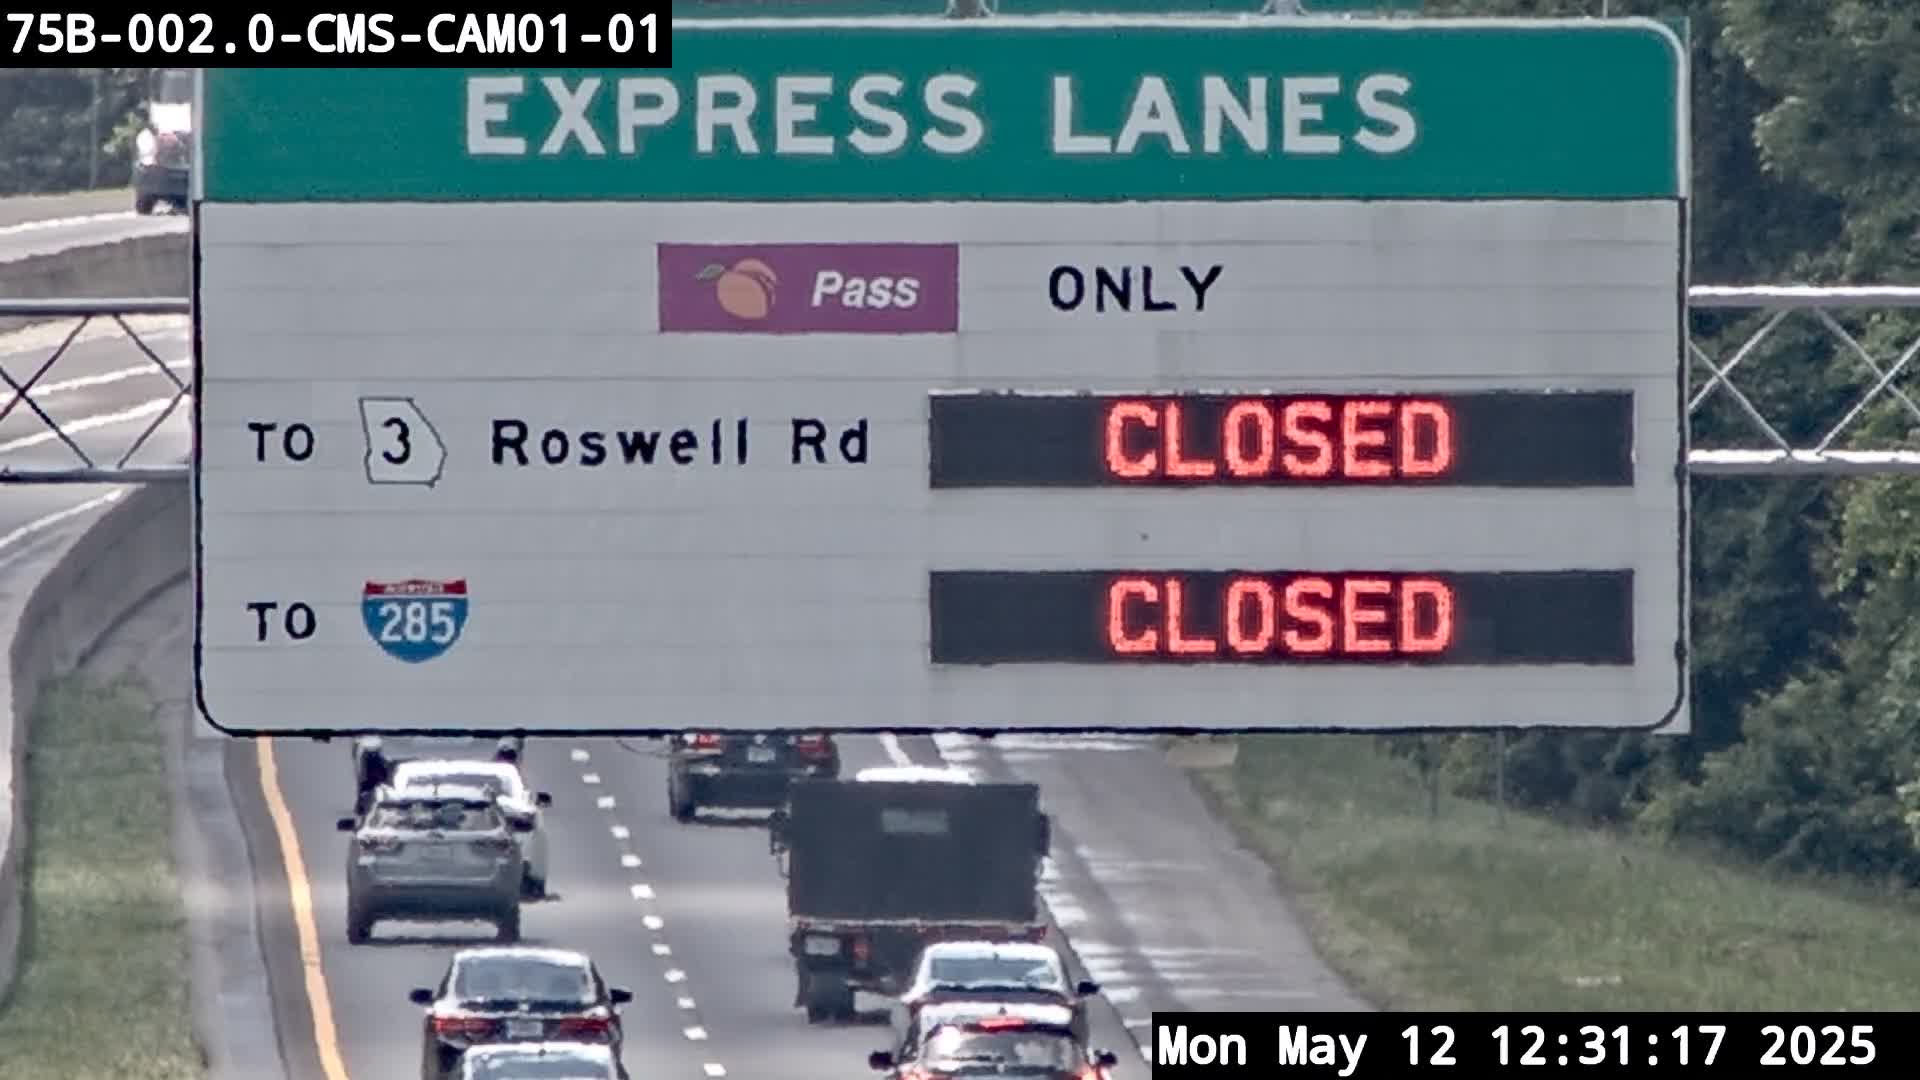 75B-002.0-CMS-CAM01-01
EXPRESS LANES
Pass ONLY
TO 3 Roswell Rd CLOSED
TO 285 CLOSED
Mon May 12 12:31:17 2025